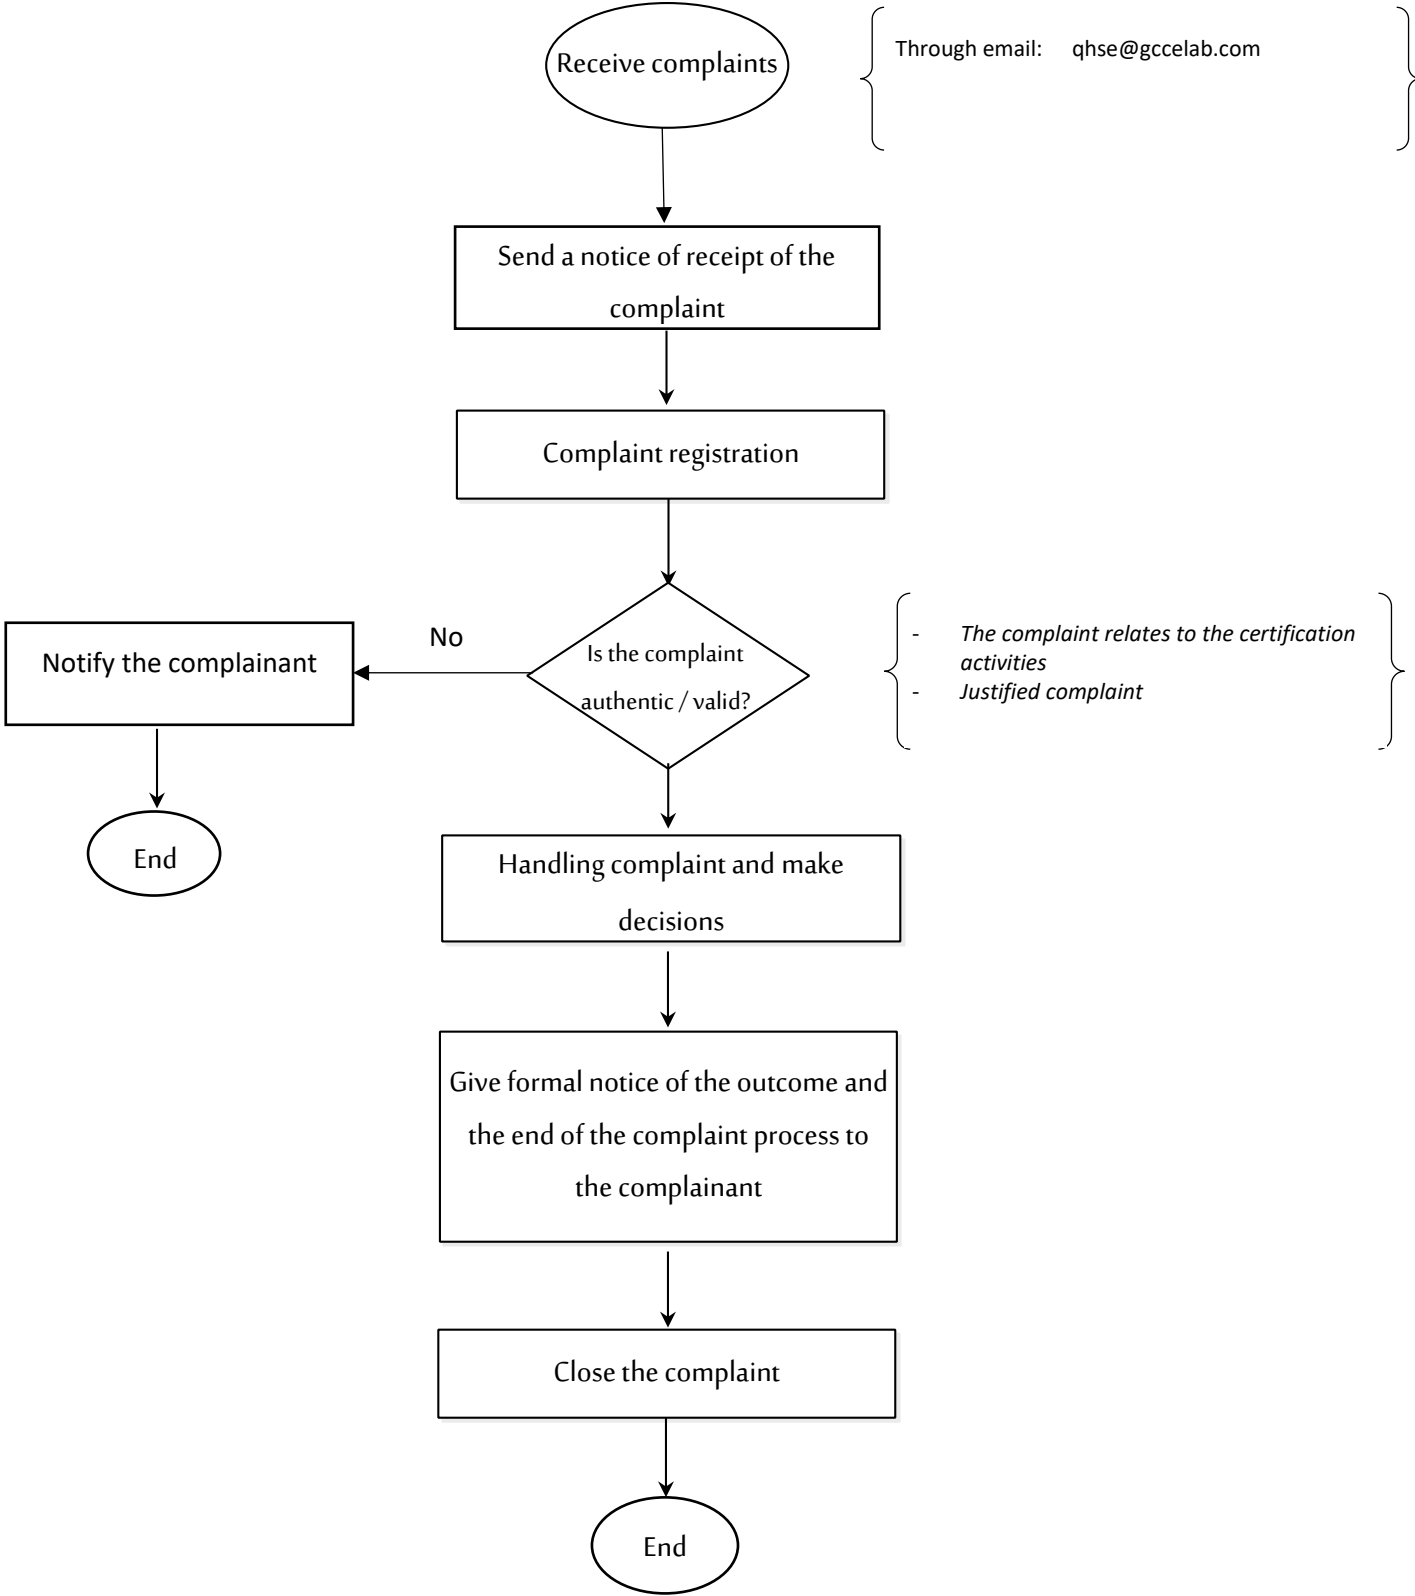 Receive complaints
Through email: qhse@gccelab.com
Send a notice of receipt of the
complaint
Complaint registration
Is the complaint
authentic / valid?
No
Notify the complainant
- The complaint relates to the certification
activities
- Justified complaint
End
Handling complaint and make
decisions
Give formal notice of the outcome and
the end of the complaint process to
the complainant
Close the complaint
End